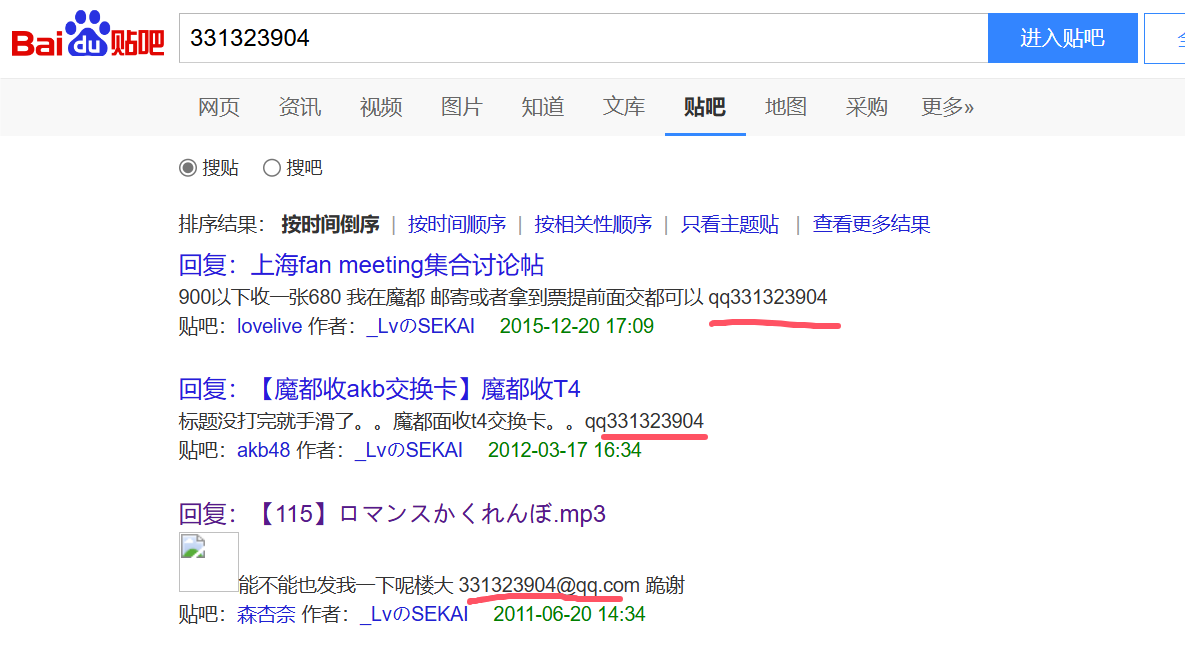 Bai du 贴吧 331323904 进入贴吧
网页 资讯 视频 图片 知道 文库 贴吧 地图 采购 更多»
搜贴 搜吧
排序结果： 按时间倒序 | 按时间顺序 | 按相关性顺序 | 只看主题贴 | 查看更多结果
回复：上海fan meeting集合讨论帖
900以下收一张680 我在魔都 邮寄或者拿到票提前面交都可以 qq331323904
贴吧：lovelive 作者：_LvのSEKAI 2015-12-20 17:09
回复：【魔都收akb交换卡】魔都收T4
标题没打完就手滑了。。魔都面收t4交换卡。。qq331323904
贴吧：akb48 作者：_LvのSEKAI 2012-03-17 16:34
回复：【115】ロマンスかくれんぼ.mp3
能不能也发我一下呢楼大 331323904@qq.com 跪谢
贴吧：森杏奈 作者：_LvのSEKAI 2011-06-20 14:34